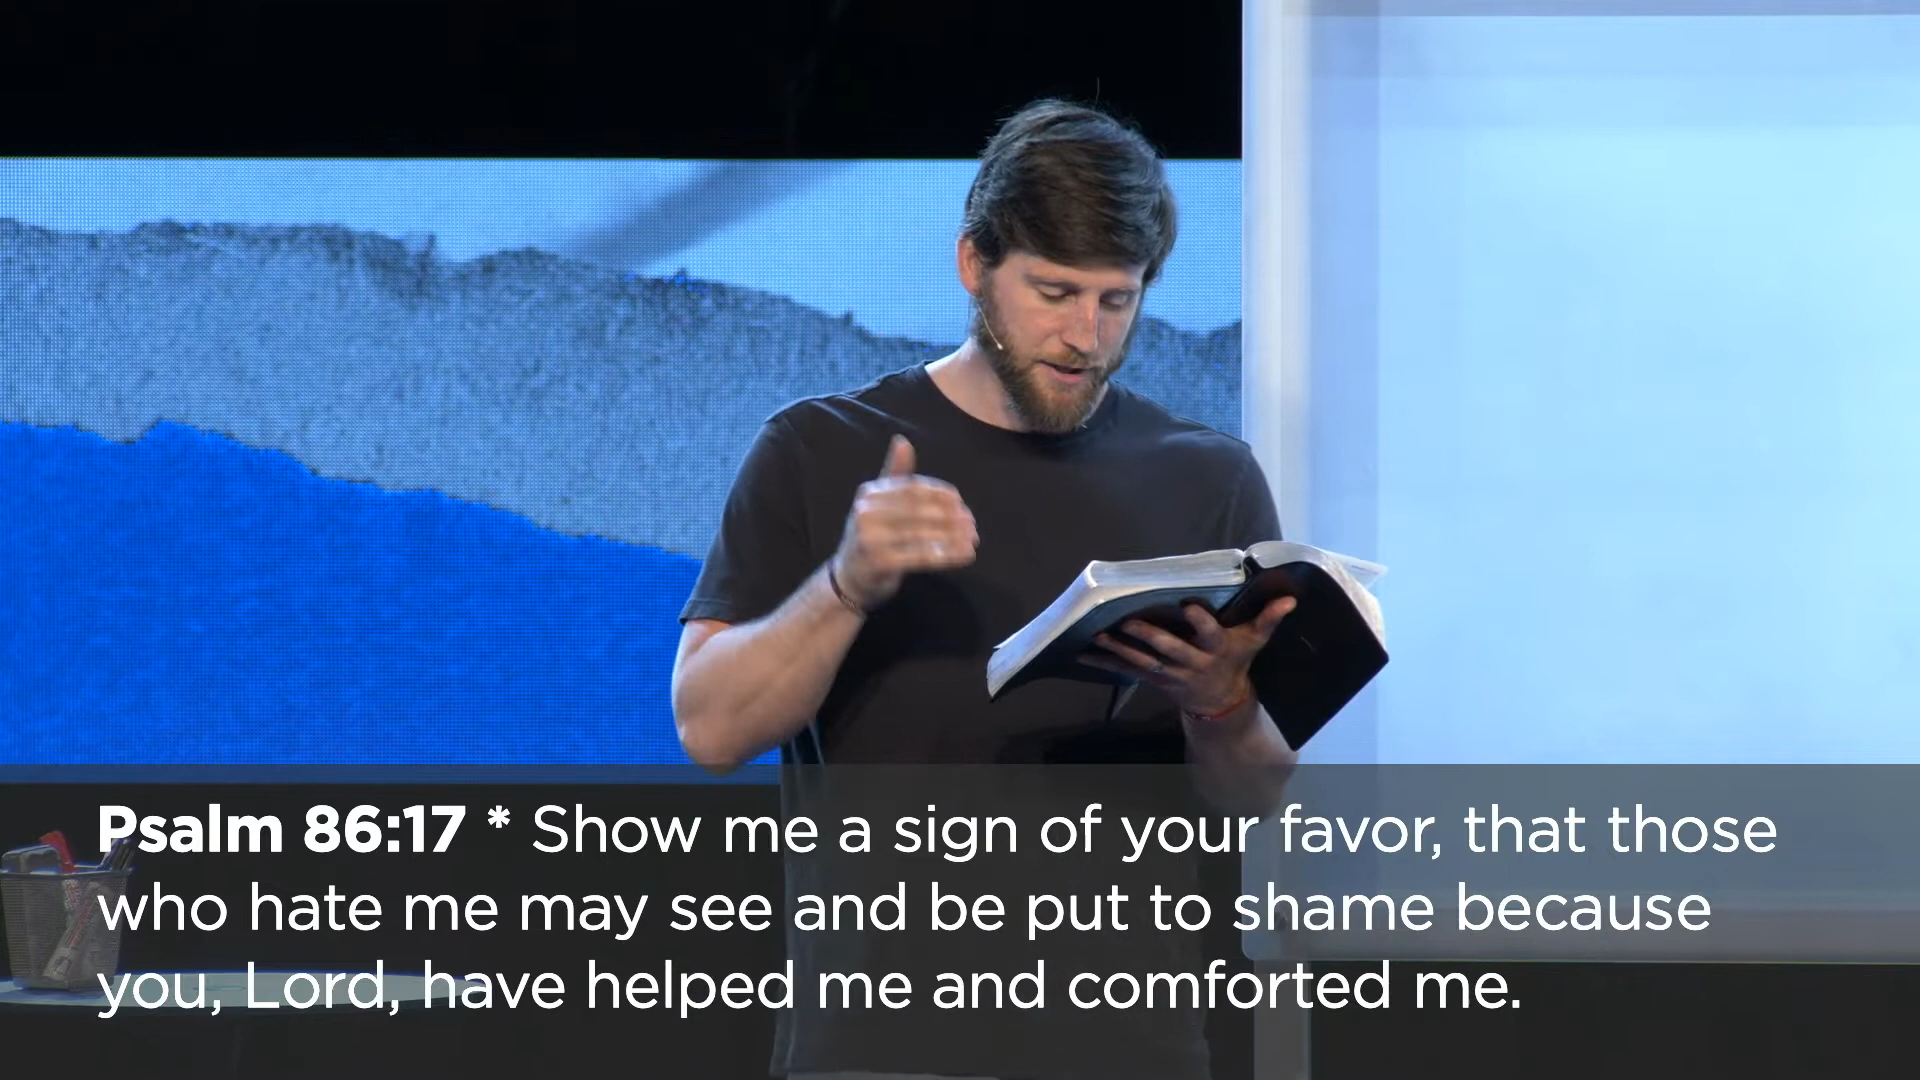 Psalm 86:17 * Show me a sign of your favor, that those
who hate me may see and be put to shame because
you, Lord, have helped me and comforted me.